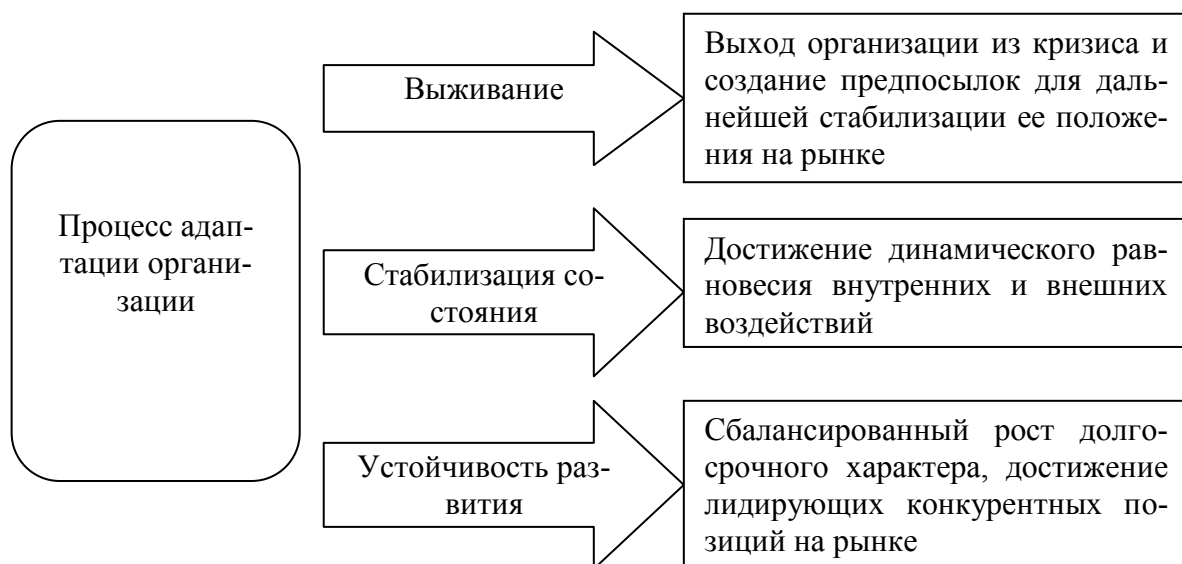 Процесс адап-
тации органи-
зации
Выживание
Выход организации из кризиса и
создание предпосылок для даль-
нейшей стабилизации ее положе-
ния на рынке
Стабилизация со-
стояния
Достижение динамического рав-
новесия внутренних и внешних
воздействий
Устойчивость раз-
вития
Сбалансированный рост долго-
срочного характера, достижение
лидирующих конкурентных по-
зиций на рынке